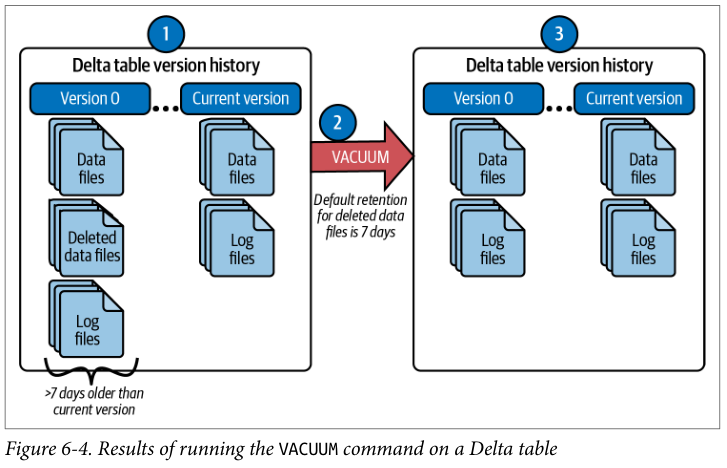 1
Delta table version history
Version 0
...
Current version
Data
files
Deleted
data files
Log
files
>7 days older than
current version
Data
files
Log
files
2
VACUUM
Default retention
for deleted data
files is 7 days
3
Delta table version history
Version 0
...
Current version
Data
files
Log
files
Data
files
Log
files
Figure 6-4. Results of running the VACUUM command on a Delta table